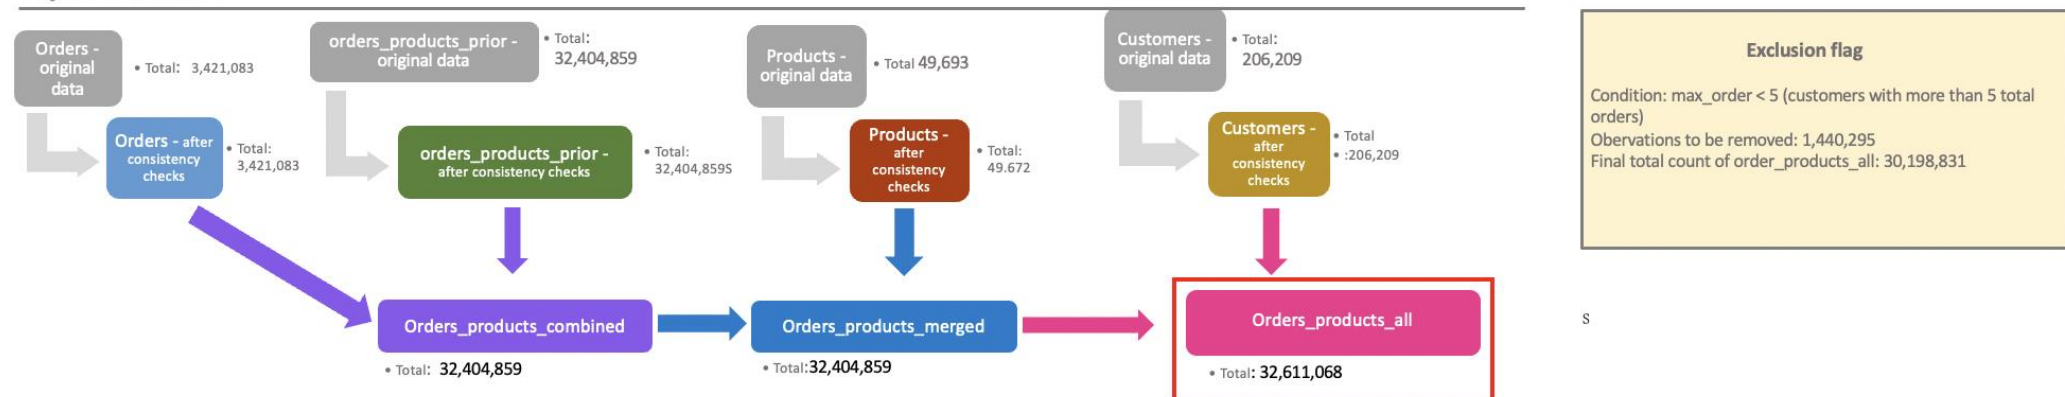 Orders -
original
data
• Total: 3,421,083
orders_products_prior -
original data
• Total:
32,404,859
Products -
original data
• Total 49,693
Customers -
original data
• Total:
206,209
Orders - after
consistency
checks
• Total:
3,421,083
orders_products_prior -
after consistency checks
• Total:
32,404,859S
Products -
after
consistency
checks
• Total:
49.672
Customers -
after
consistency
checks
• Total
• :206,209
Orders_products_combined
• Total: 32,404,859
Orders_products_merged
• Total:32,404,859
Orders_products_all
• Total: 32,611,068
Exclusion flag
Condition: max_order < 5 (customers with more than 5 total
orders)
Obervations to be removed: 1,440,295
Final total count of order_products_all: 30,198,831
s